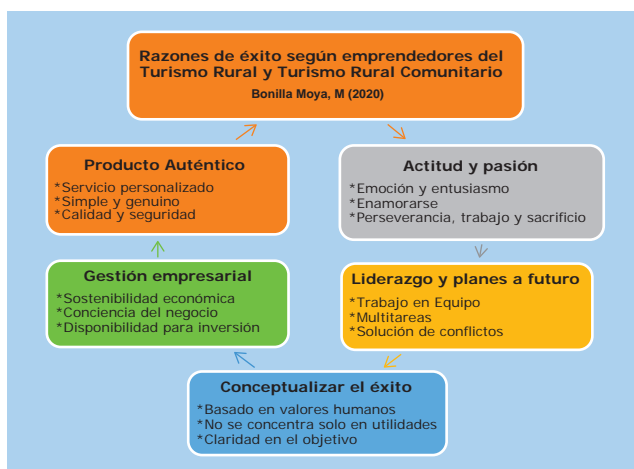 Razones de éxito según emprendedores del
Turismo Rural y Turismo Rural Comunitario
Bonilla Moya, M (2020)
Producto Auténtico
*Servicio personalizado
*Simple y genuino
*Calidad y seguridad
Actitud y pasión
*Emoción y entusiasmo
*Enamorarse
*Perseverancia, trabajo y sacrificio
Gestión empresarial
*Sostenibilidad económica
*Conciencia del negocio
*Disponibilidad para inversión
Liderazgo y planes a futuro
*Trabajo en Equipo
*Multitareas
*Solución de conflictos
Conceptualizar el éxito
*Basado en valores humanos
*No se concentra solo en utilidades
*Claridad en el objetivo